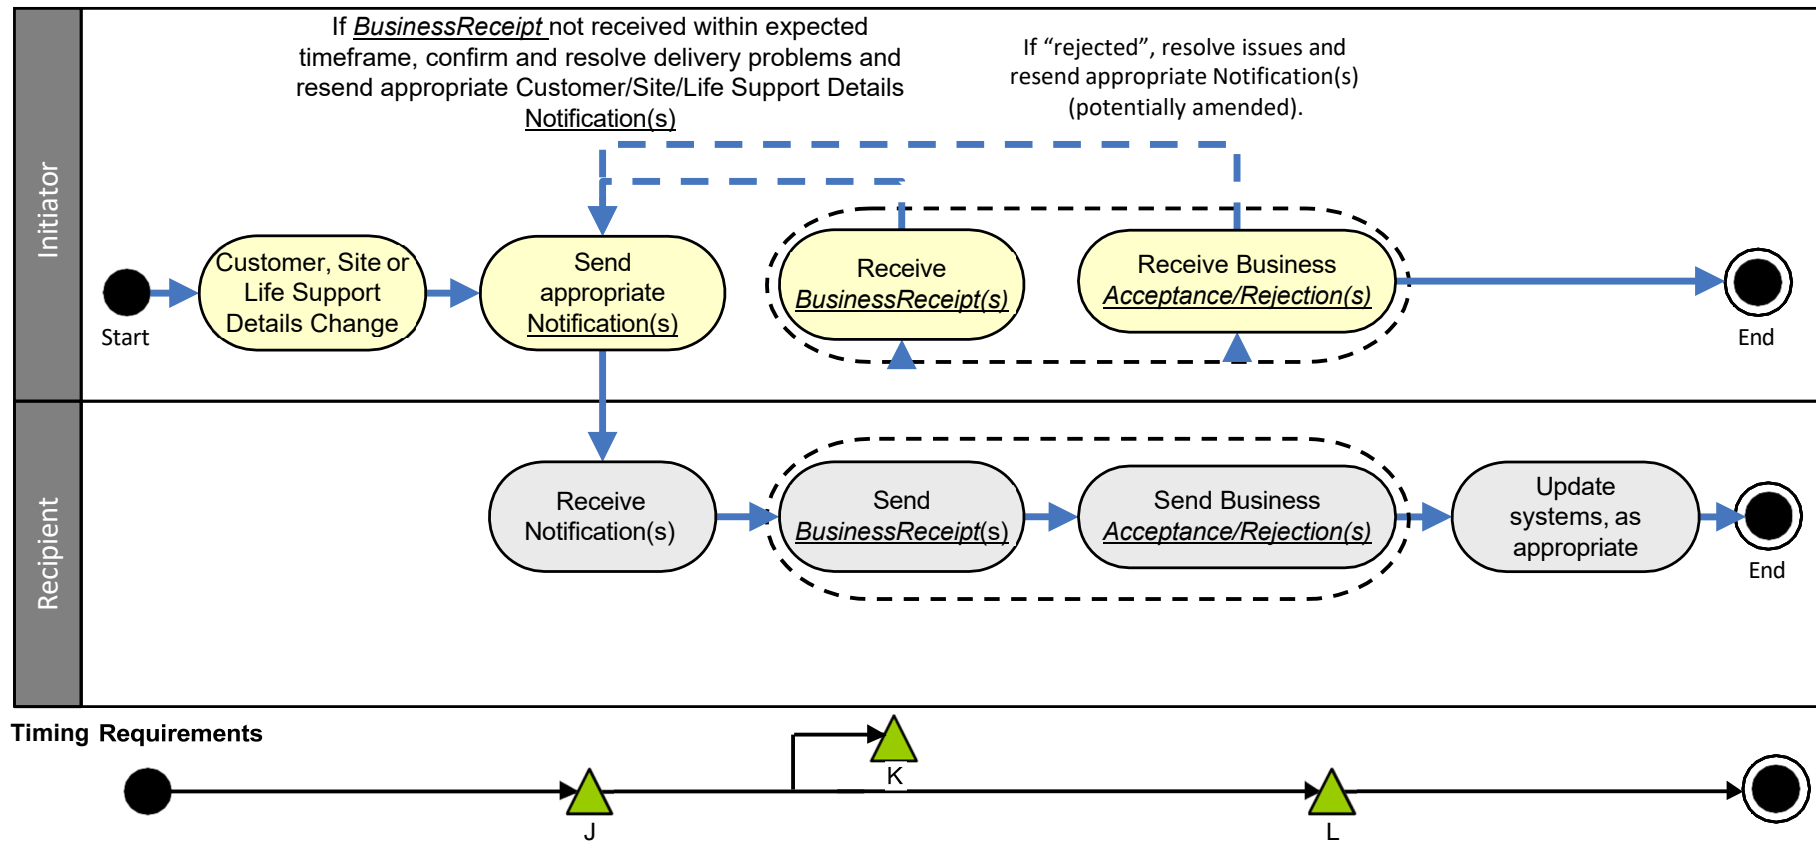 If BusinessReceipt not received within expected
timeframe, confirm and resolve delivery problems and
resend appropriate Customer/Site/Life Support Details
Notification(s)
If “rejected”, resolve issues and
resend appropriate Notification(s)
(potentially amended).
Initiator
Start
Customer, Site or
Life Support
Details Change
Send
appropriate
Notification(s)
Receive
BusinessReceipt(s)
Receive Business
Acceptance/Rejection(s)
End
Recipient
Receive
Notification(s)
Send
BusinessReceipt(s)
Send Business
Acceptance/Rejection(s)
Update
systems, as
appropriate
End
Timing Requirements
J
K
L